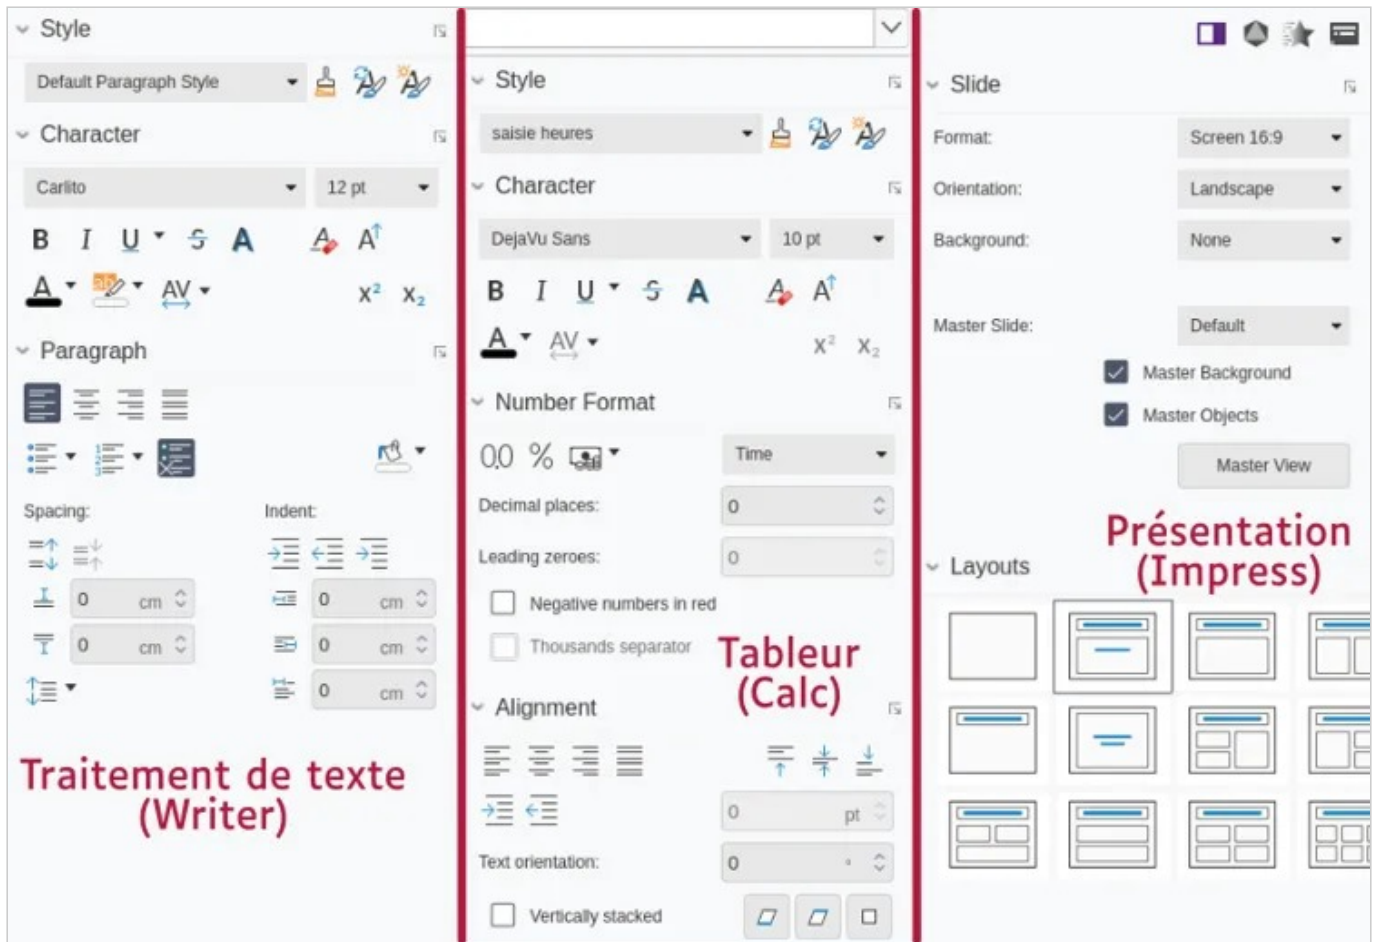 Style
Default Paragraph Style
Character
Carlito
12 pt
B I U S A A A
A ab AV x² x₂
Paragraph
Spacing:
Indent:
0 cm
0 cm
0 cm
0 cm
0 cm
Traitement de texte
(Writer)
Style
saisie heures
Character
DejaVu Sans
10 pt
B I U S A A A
A AV x² x₂
Number Format
0.0 %
Time
Decimal places:
0
Leading zeroes:
0
Negative numbers in red
Thousands separator
Tableur
(Calc)
Alignment
0 pt
Text orientation:
0 °
Vertically stacked
Slide
Format:
Screen 16:9
Orientation:
Landscape
Background:
None
Master Slide:
Default
Master Background
Master Objects
Master View
Présentation
(Impress)
Layouts